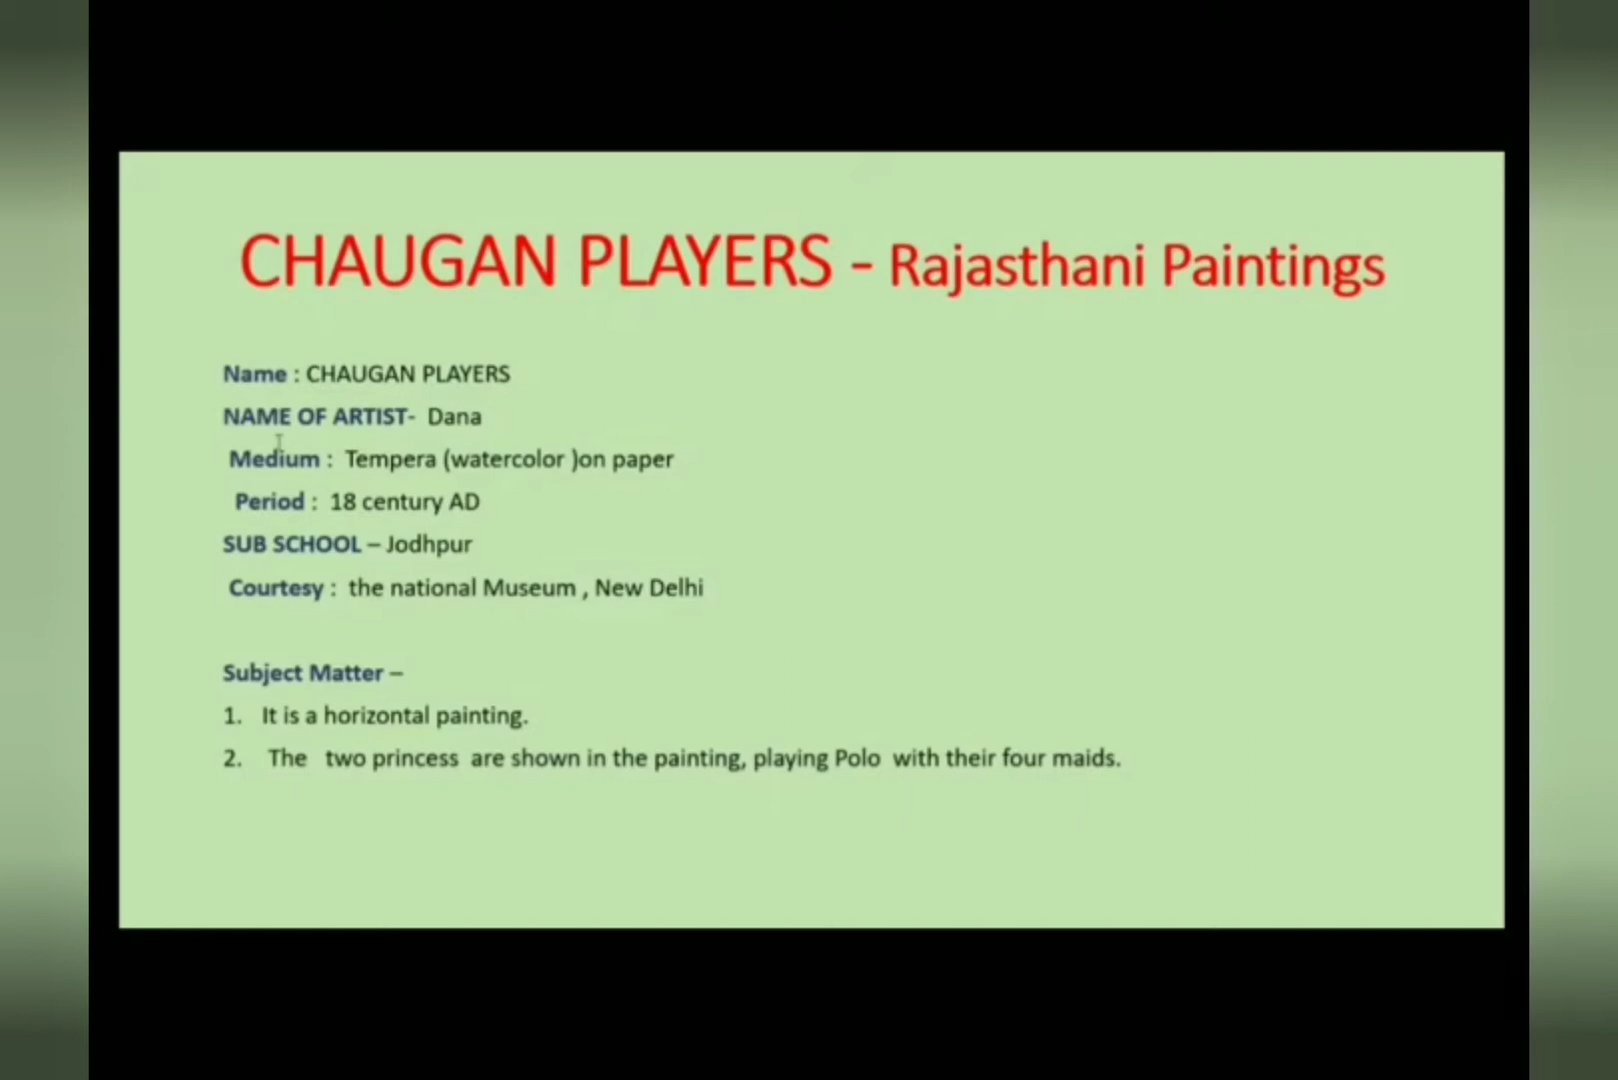 CHAUGAN PLAYERS - Rajasthani Paintings
Name : CHAUGAN PLAYERS
NAME OF ARTIST- Dana
Medium : Tempera (watercolor )on paper
Period : 18 century AD
SUB SCHOOL – Jodhpur
Courtesy : the national Museum , New Delhi
Subject Matter –
1. It is a horizontal painting.
2. The two princess are shown in the painting, playing Polo with their four maids.